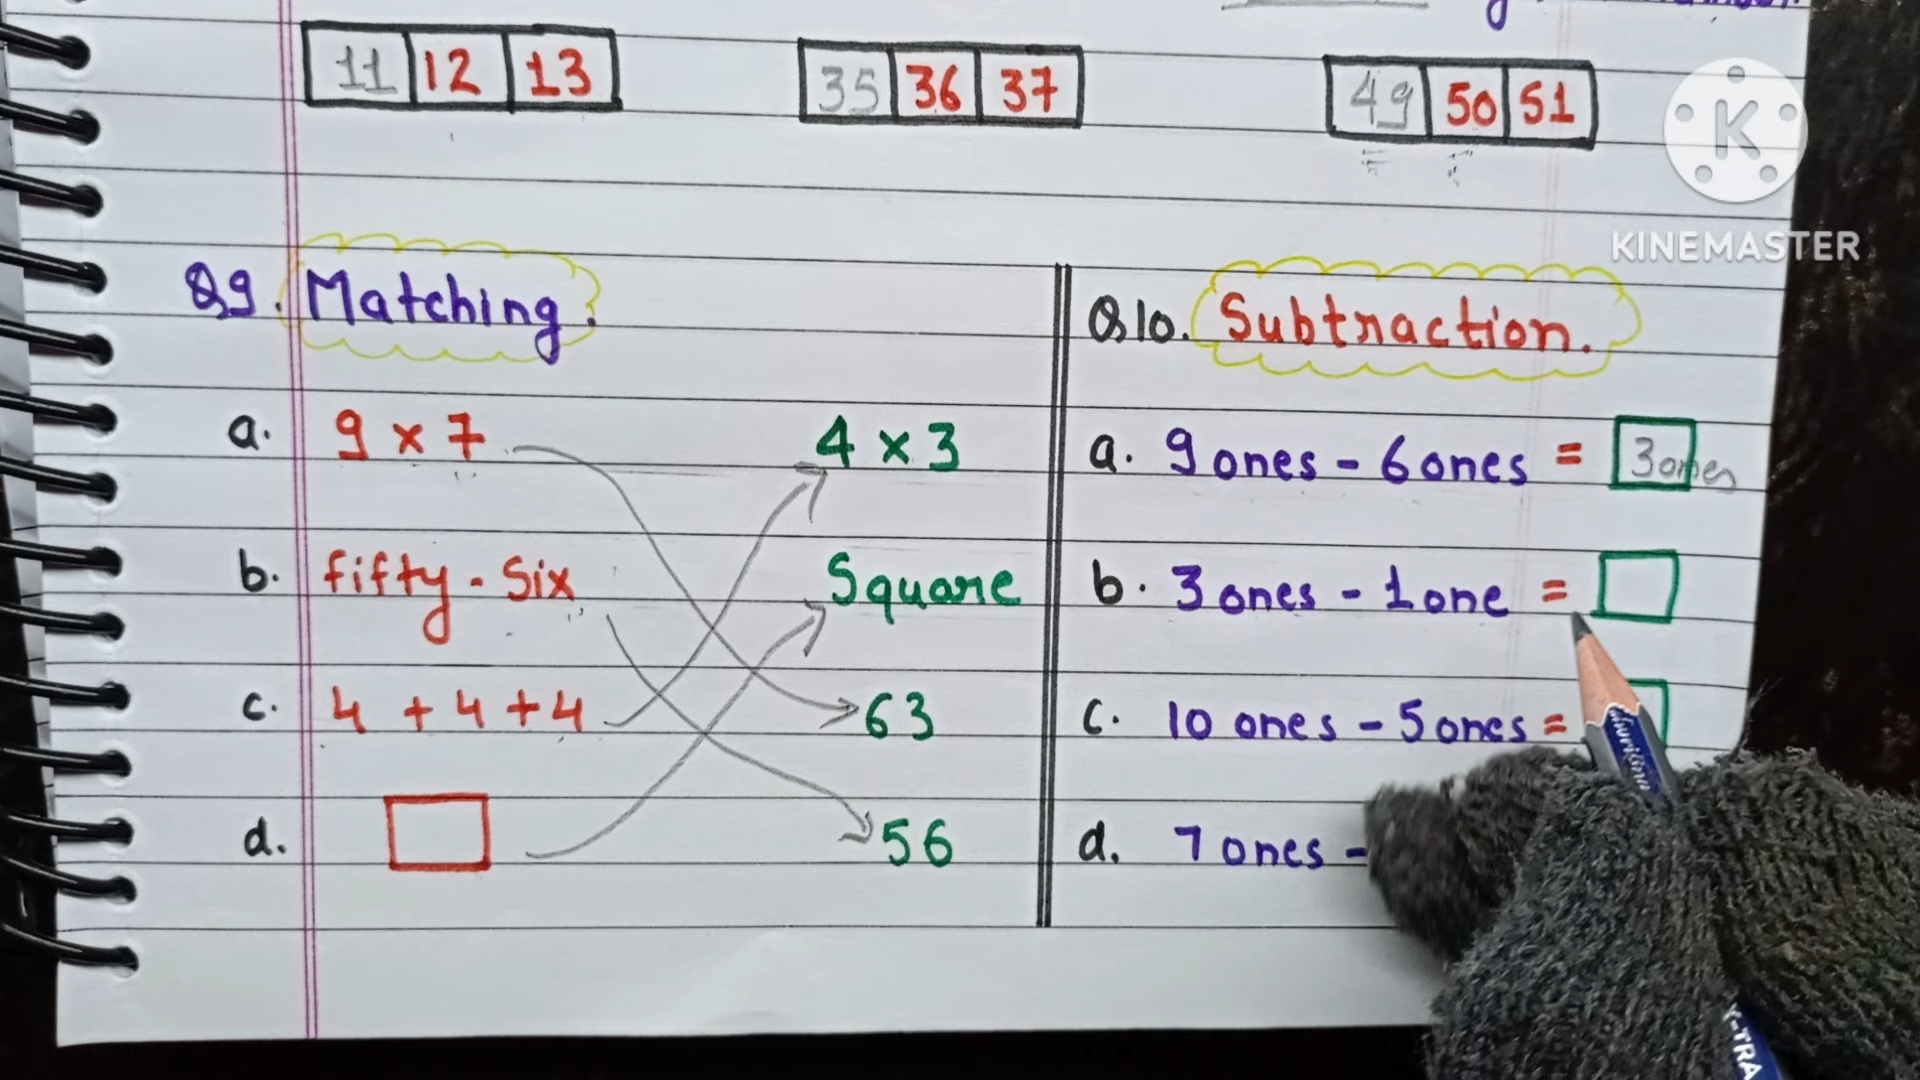 11 12 13
35 36 37
49 50 51
K
KINEMASTER
Q9. Matching.
a. 9 x 7
4 x 3
b. fifty - Six
Square
c. 4 + 4 + 4
63
d.
56
Q10. Subtraction.
a. 9 ones - 6 ones = 3 ones
b. 3 ones - 1 one =
c. 10 ones - 5 ones =
d. 7 ones -